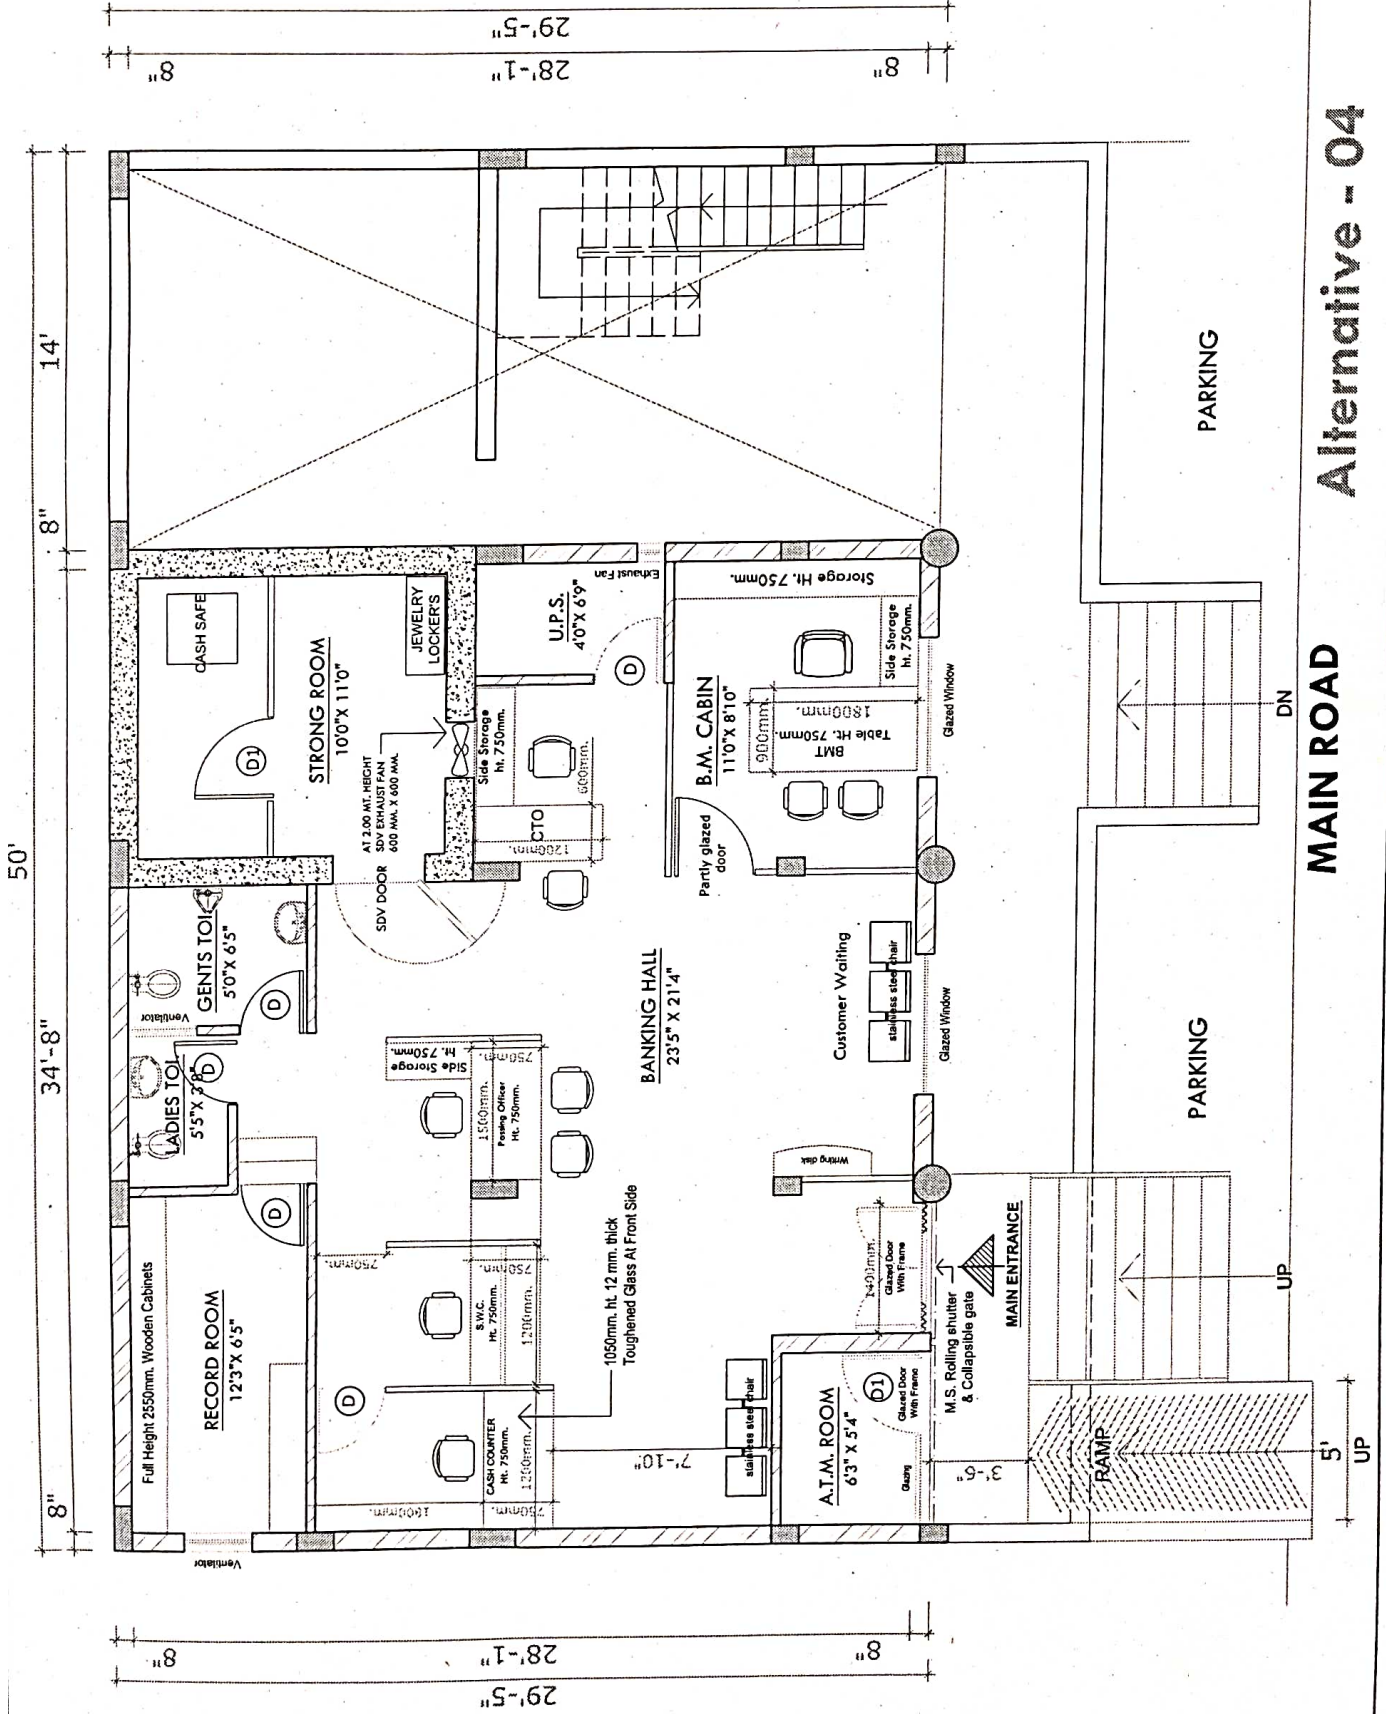 50'
8"
34'-8"
8"
14'
29'-5"
28'-1"
8"
8"
29'-5"
28'-1"
8"
8"
Ventilator
Full Height 2550mm. Wooden Cabinets
RECORD ROOM
12'3"X 6'5"
D
LADIES TOI
5'5"X 3'8"
D
Ventilator
GENTS TOI
5'0"X 6'5"
D
CASH SAFE
D1
STRONG ROOM
10'0"X 11'0"
JEWELRY
LOCKER'S
AT 2.00 MT. HEIGHT
SDV EXHAUST FAN
600 MM. X 600 MM.
SDV DOOR
D
1800mm.
750mm.
CASH COUNTER
Ht. 750mm.
1200mm.
750mm.
S.W.C.
Ht. 750mm.
750mm.
1200mm.
1500mm.
Passing Officer
Ht. 750mm.
750mm.
Side Storage
ht. 750mm.
Side Storage
ht. 750mm.
CTO
1200mm.
600mm.
U.P.S.
4'0"X 6'9"
D
Exhaust Fan
1050mm. ht. 12 mm. thick
Toughened Glass At Front Side
BANKING HALL
23'5" X 21'4"
B.M. CABIN
11'0"X 8'10"
Partly glazed
door
900mm.
BMT
Table Ht. 750mm.
1800mm.
Storage Ht. 750mm.
Side Storage
ht. 750mm.
7'-10"
stainless steel chair
Writing disk
Customer Waiting
stainless steel chair
A.T.M. ROOM
6'3" X 5'4"
D1
Glazed Door
With Frame
Glazing
1400mm.
Glazed Door
With Frame
Glazed Window
Glazed Window
M.S. Rolling shutter
& Collapsible gate
MAIN ENTRANCE
3'-6"
RAMP
5'
UP
UP
PARKING
DN
PARKING
MAIN ROAD
Alternative - 04